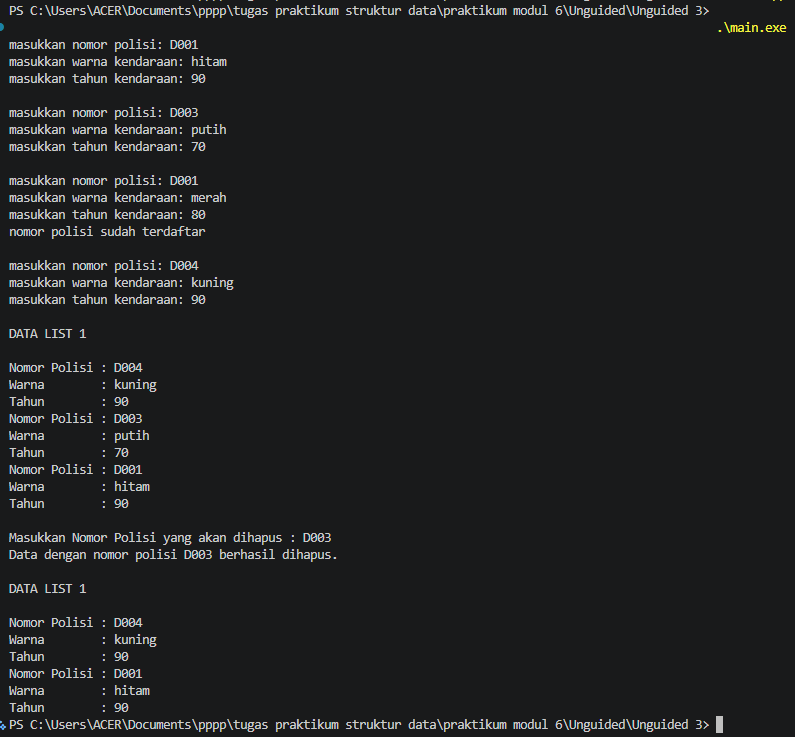 PS C:\Users\ACER\Documents\pppp\tugas praktikum struktur data\praktikum modul 6\Unguided\Unguided 3>
.\main.exe
masukkan nomor polisi: D001
masukkan warna kendaraan: hitam
masukkan tahun kendaraan: 90
masukkan nomor polisi: D003
masukkan warna kendaraan: putih
masukkan tahun kendaraan: 70
masukkan nomor polisi: D001
masukkan warna kendaraan: merah
masukkan tahun kendaraan: 80
nomor polisi sudah terdaftar
masukkan nomor polisi: D004
masukkan warna kendaraan: kuning
masukkan tahun kendaraan: 90
DATA LIST 1
Nomor Polisi : D004
Warna : kuning
Tahun : 90
Nomor Polisi : D003
Warna : putih
Tahun : 70
Nomor Polisi : D001
Warna : hitam
Tahun : 90
Masukkan Nomor Polisi yang akan dihapus : D003
Data dengan nomor polisi D003 berhasil dihapus.
DATA LIST 1
Nomor Polisi : D004
Warna : kuning
Tahun : 90
Nomor Polisi : D001
Warna : hitam
Tahun : 90
PS C:\Users\ACER\Documents\pppp\tugas praktikum struktur data\praktikum modul 6\Unguided\Unguided 3>